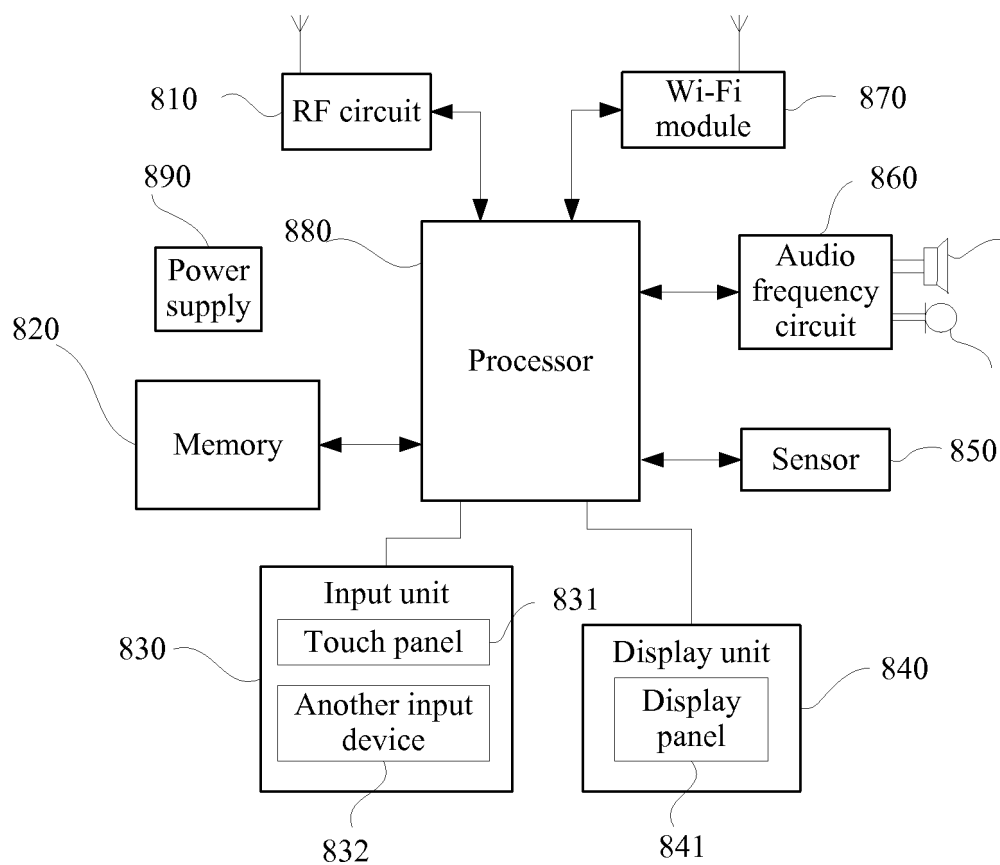 810
RF circuit
Wi-Fi
module
870
890
860
880
Power
supply
Audio
frequency
circuit
820
Processor
Memory
Sensor
850
Input unit
831
Touch panel
830
Another input
device
832
Display unit
840
Display
panel
841